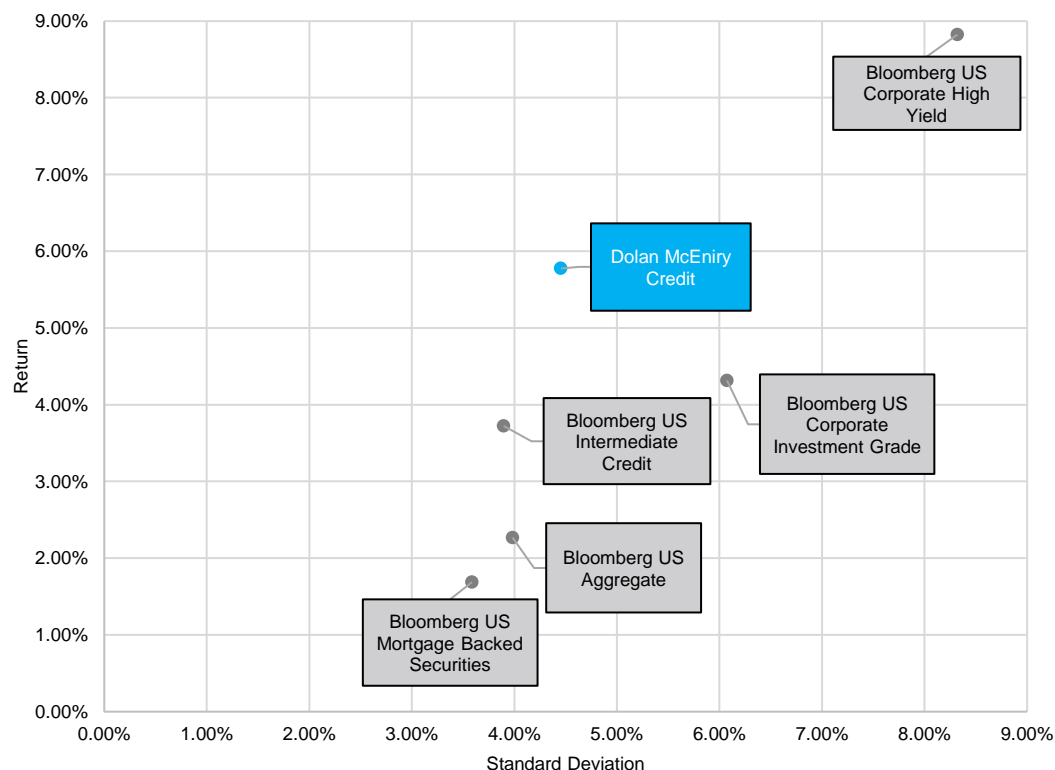 9.00%
8.00%
7.00%
6.00%
5.00%
4.00%
3.00%
2.00%
1.00%
0.00%
Return
Bloomberg US
Corporate High
Yield
Dolan McEniry
Credit
Bloomberg US
Corporate
Investment Grade
Bloomberg US
Intermediate
Credit
Bloomberg US
Aggregate
Bloomberg US
Mortgage Backed
Securities
0.00% 1.00% 2.00% 3.00% 4.00% 5.00% 6.00% 7.00% 8.00% 9.00%
Standard Deviation